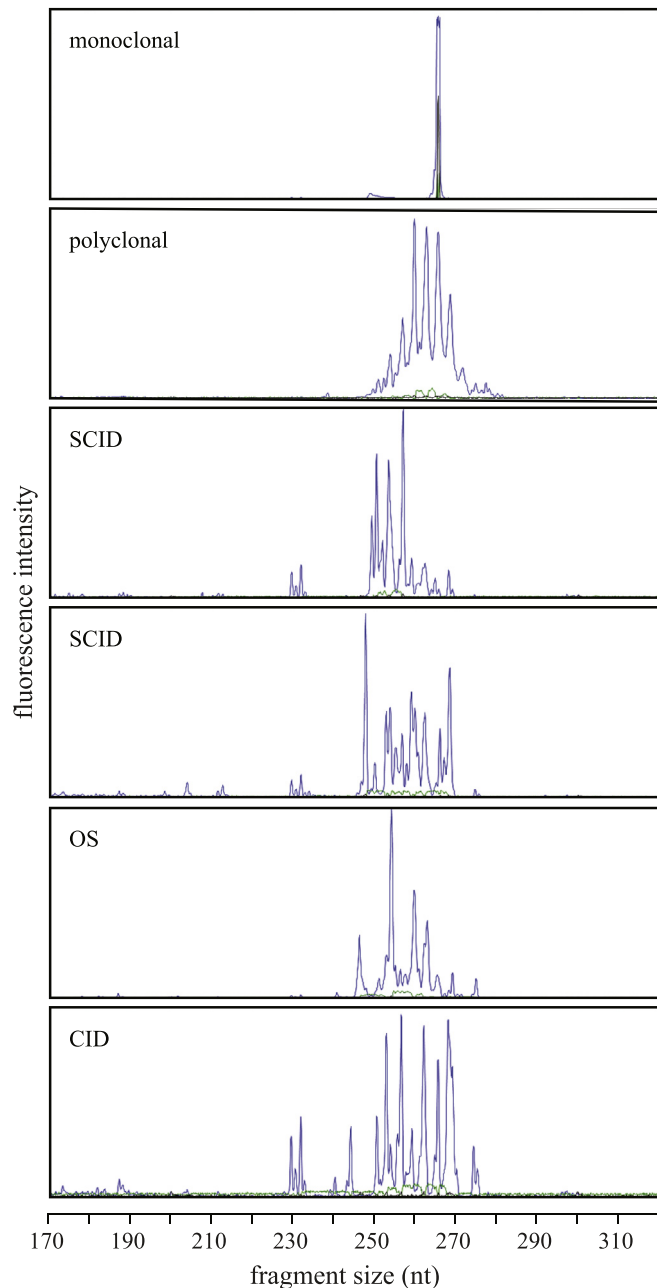 monoclonal
polyclonal
SCID
SCID
OS
CID
fluorescence intensity
170 190 210 230 250 270 290 310
fragment size (nt)